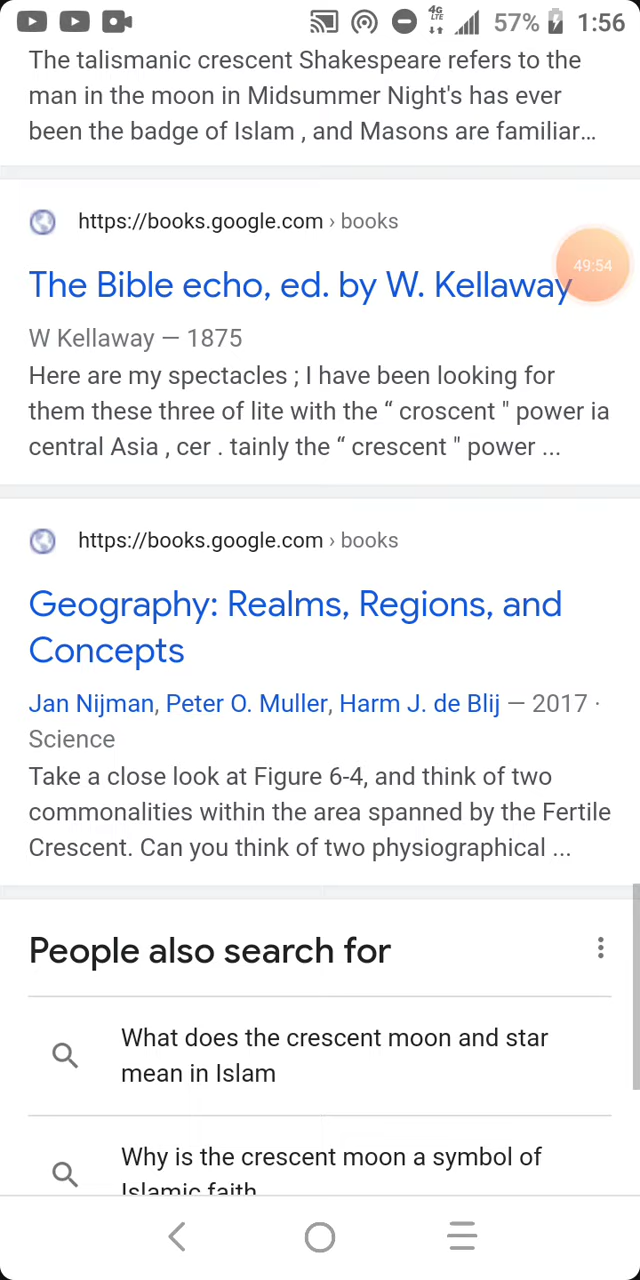 4G
LTE
57%
1:56
The talismanic crescent Shakespeare refers to the
man in the moon in Midsummer Night's has ever
been the badge of Islam , and Masons are familiar...
https://books.google.com › books
49:54
The Bible echo, ed. by W. Kellaway
W Kellaway — 1875
Here are my spectacles ; I have been looking for
them these three of lite with the “ croscent " power ia
central Asia , cer . tainly the “ crescent " power ...
https://books.google.com › books
Geography: Realms, Regions, and
Concepts
Jan Nijman, Peter O. Muller, Harm J. de Blij — 2017 ·
Science
Take a close look at Figure 6-4, and think of two
commonalities within the area spanned by the Fertile
Crescent. Can you think of two physiographical ...
People also search for
What does the crescent moon and star
mean in Islam
Why is the crescent moon a symbol of
Islamic faith